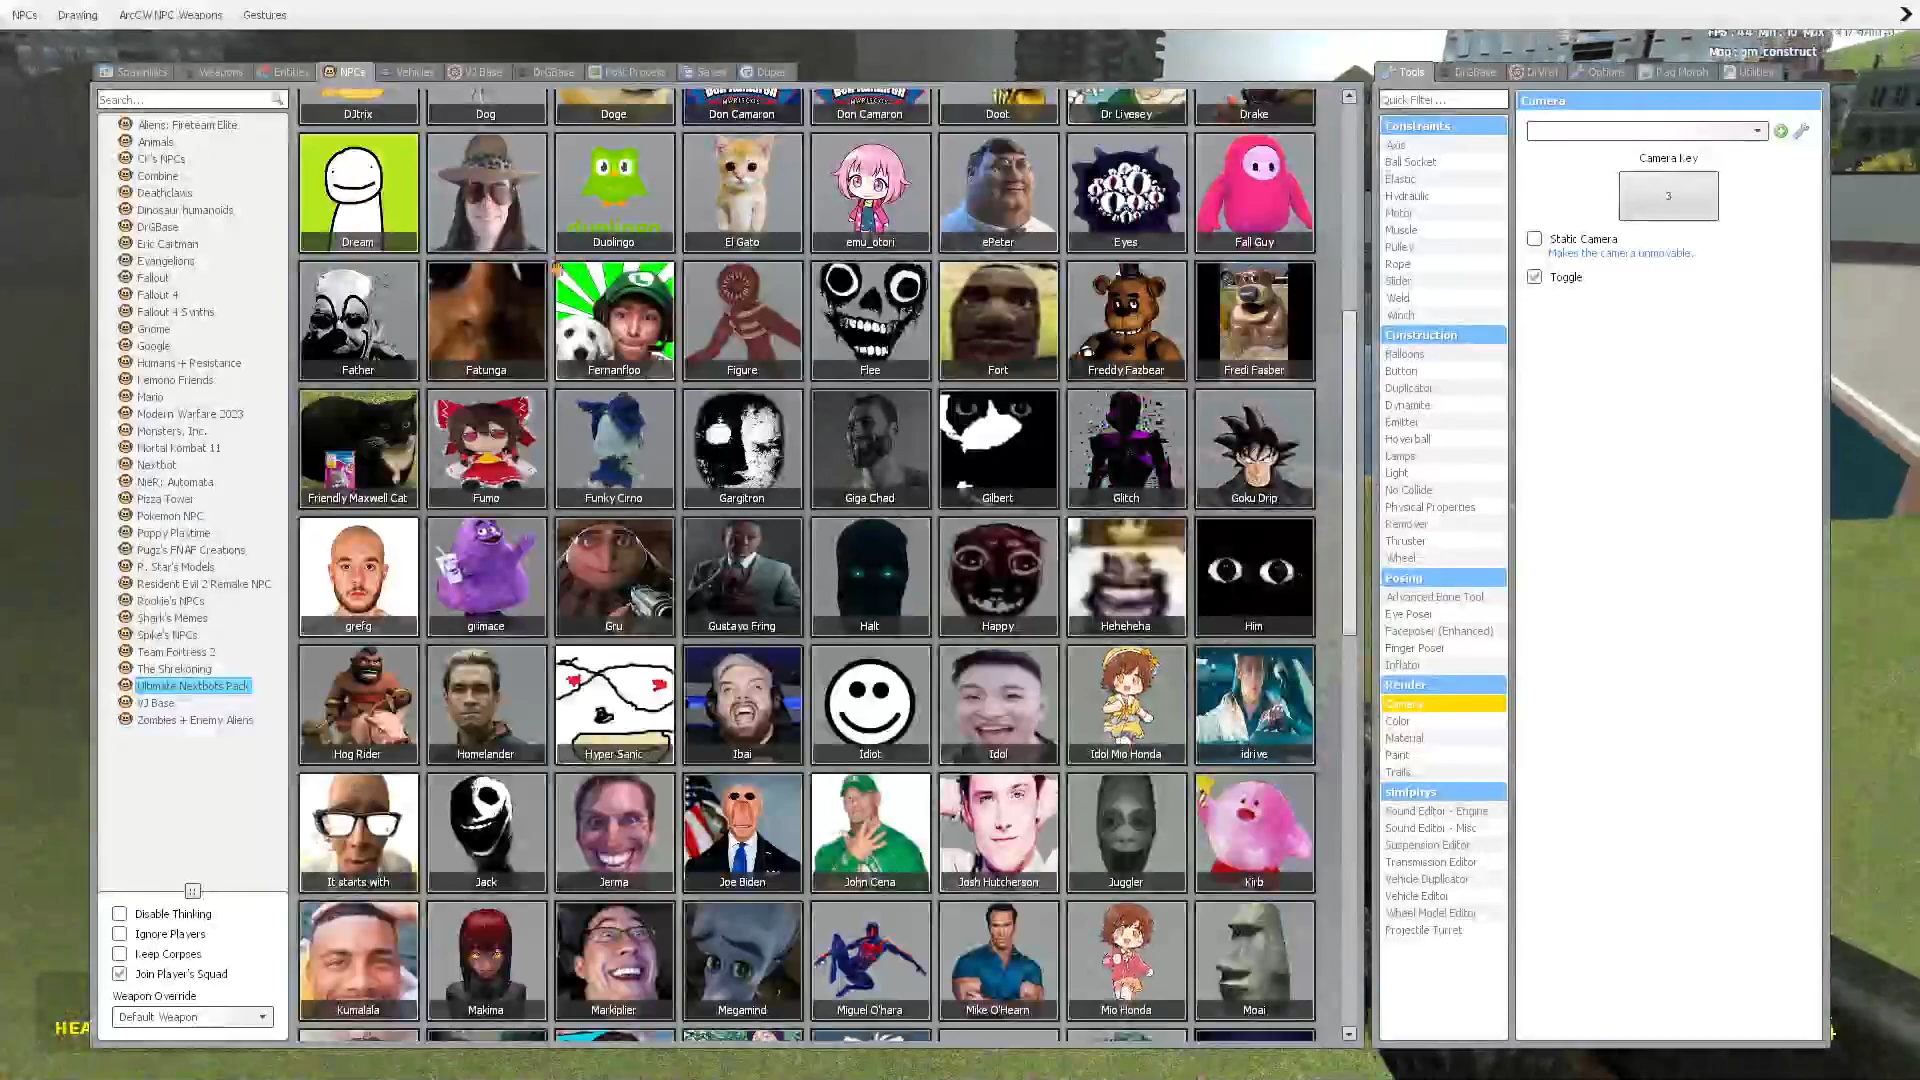 NPCs Drawing ArcCW NPC Weapons Gestures
Map: gm_construct
Spawnlists Weapons Entities NPCs Vehicles VJ Base DrGBase Post Process Saves Dupes
Tools DrGBase DrVrej Options Ragmorph Utilities
Search...
Aliens: Fireteam Elite
Animals
Combine
Deathclaws
Dinosaur humanoids
DrGBase
Eric Cartman
Evangelions
Fallout
Fallout 4
Fallout 4 Synths
Gnome
Google
Humans + Resistance
Kemono Friends
Mario
Modern Warfare 2023
Monsters, Inc.
Mortal Kombat 11
Nextbot
NieR: Automata
Pizza Tower
Pokemon NPC
Poppy Playtime
Pugz's FNAF Creations
R. Star's Models
Resident Evil 2 Remake NPC
Rookie's NPCs
Shark's Memes
Spike's NPCs
Team Fortress 2
The Shrekoning
Ultimate Nextbots Pack
VJ Base
Zombies + Enemy Aliens
Disable Thinking
Ignore Players
Keep Corpses
Join Player's Squad
Weapon Override
Default Weapon
DJtrix Dog Doge Don Camaron Don Camaron Doot Dr Livesey Drake
duolingo
Dream Duolingo El Gato emu_otori ePeter Eyes Fall Guy
Father Fatunga Fernanfloo Figure Flee Fort Freddy Fazbear Fredi Fasber
Friendly Maxwell Cat Fumo Funky Cirno Gargitron Giga Chad Gilbert Glitch Goku Drip
grefg grimace Gru Gustavo Fring Halt Happy Heheheha Him
Hog Rider Homelander Hyper Sanic Ibai Idiot Idol Idol Mio Honda idrive
It starts with Jack Jerma Joe Biden John Cena Josh Hutcherson Juggler Kirb
Kumalala Makima Markiplier Megamind Miguel O'hara Mike O'Hearn Mio Honda Moai
Quick Filter...
Constraints
Axis
Ball Socket
Elastic
Hydraulic
Motor
Muscle
Pulley
Rope
Slider
Weld
Winch
Construction
Balloons
Button
Duplicator
Dynamite
Emitter
Hoverball
Lamps
Light
No Collide
Physical Properties
Remover
Thruster
Wheel
Posing
Advanced Bone Tool
Eye Poser
Faceposer (Enhanced)
Finger Poser
Inflator
Render
Camera
Color
Material
Paint
Trails
simfphys
Sound Editor - Engine
Sound Editor - Misc
Suspension Editor
Transmission Editor
Vehicle Duplicator
Vehicle Editor
Wheel Model Editor
Projectile Turret
Camera
Camera Key
3
Static Camera
Makes the camera unmovable.
Toggle
HEA